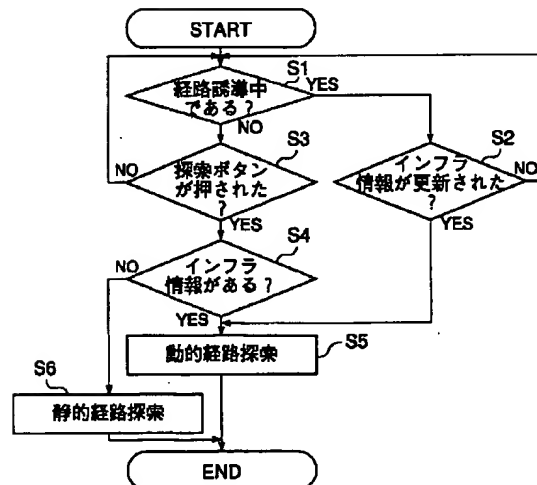 START
S1
経路誘導中
である？
YES
NO
S3
S2
探索ボタン
が押された
？
NO
YES
インフラ
情報が更新された
？
NO
YES
S4
インフラ
情報がある？
NO
YES
動的経路探索
S5
S6
静的経路探索
END